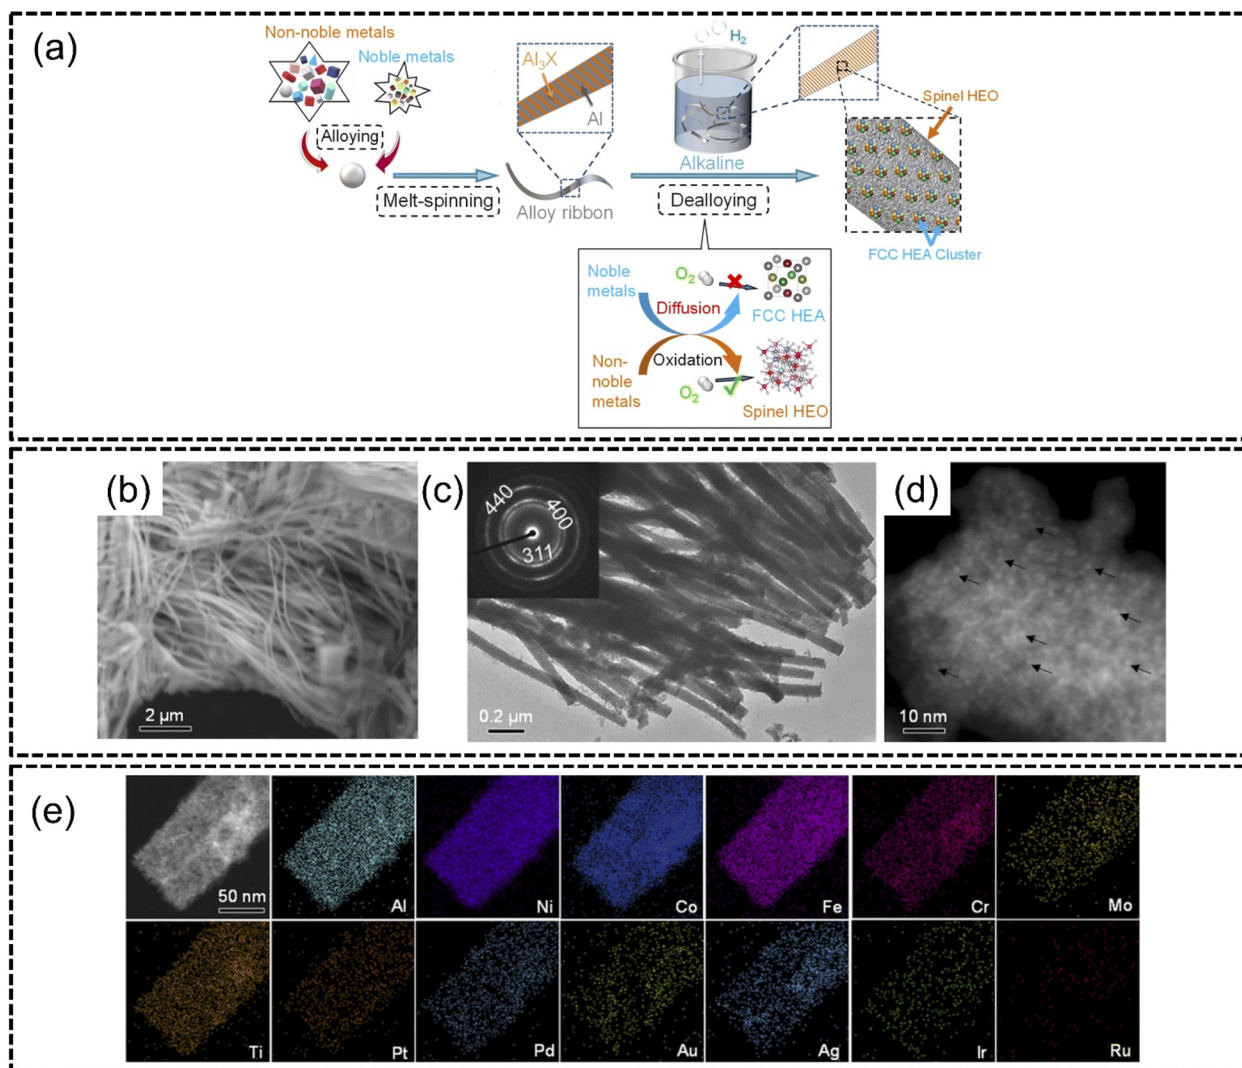 (a)
Non-noble metals
Noble metals
Alloying
Melt-spinning
Al₃X
Al
Alloy ribbon
H₂
Alkaline
Dealloying
Spinel HEO
FCC HEA Cluster
Noble
metals
O₂
Diffusion
FCC HEA
Non-
noble
metals
Oxidation
O₂
Spinel HEO
(b)
2 μm
(c)
440
400
311
0.2 μm
(d)
10 nm
(e)
50 nm
Al
Ni
Co
Fe
Cr
Mo
Ti
Pt
Pd
Au
Ag
Ir
Ru